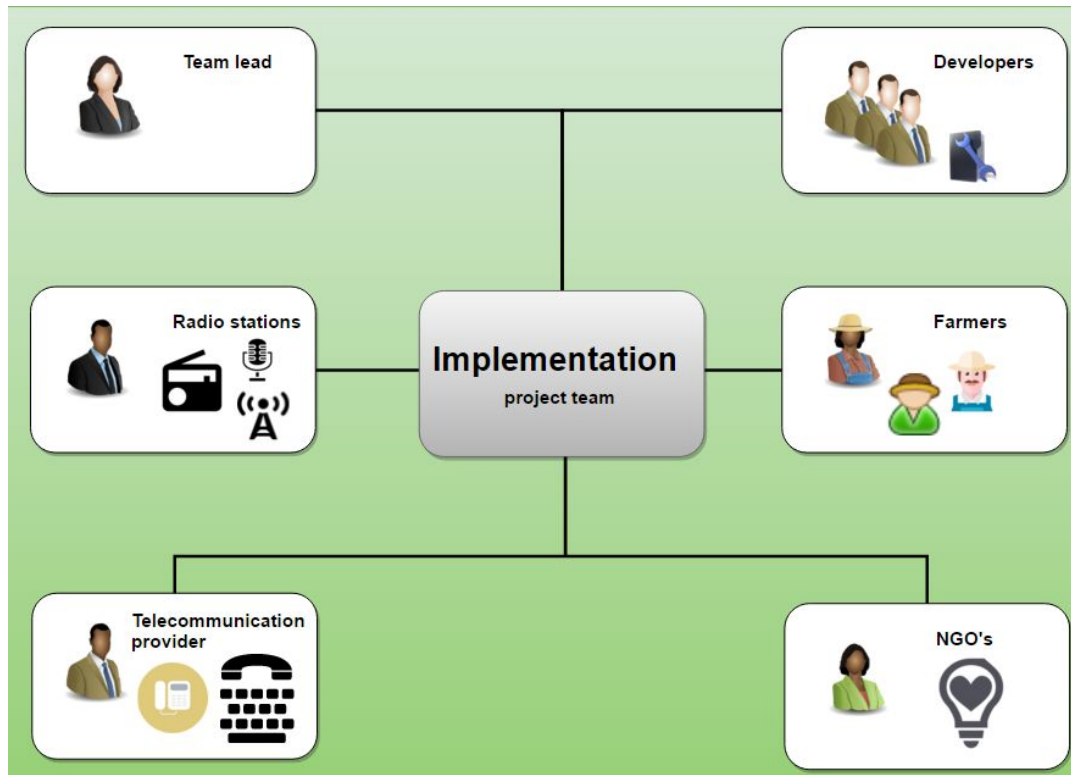 Team lead
Developers
Radio stations
Implementation
project team
Farmers
Telecommunication
provider
NGO's